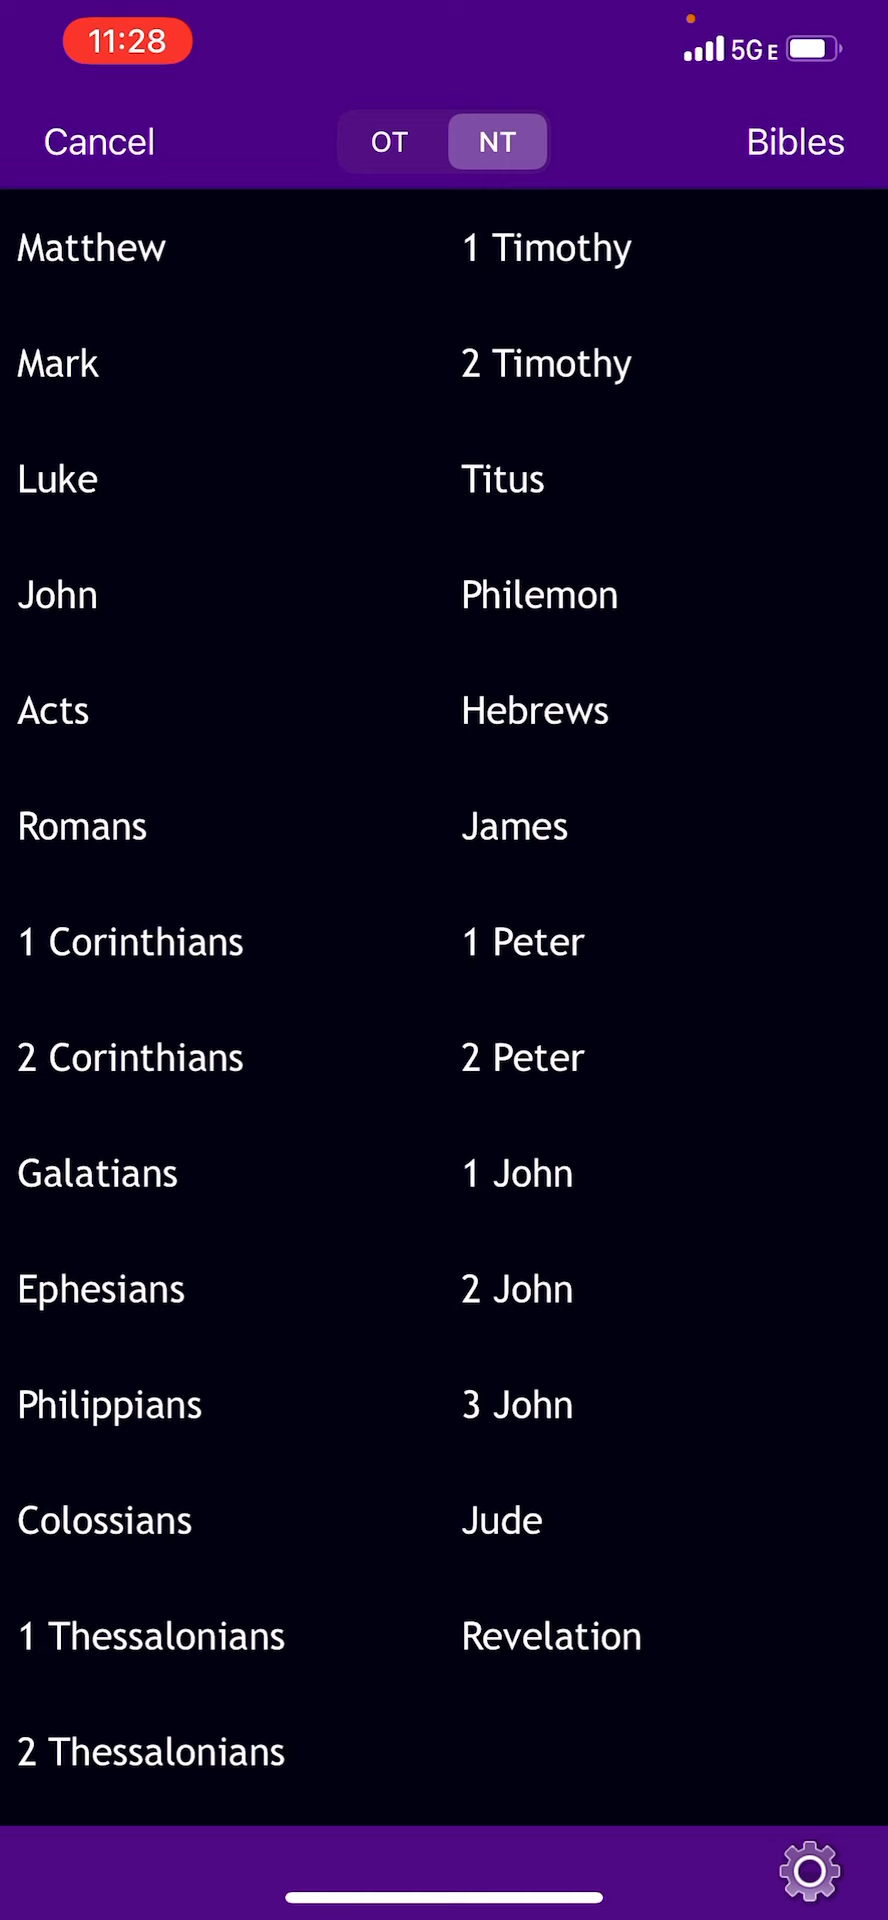 11:28
5GE
Cancel
OT
NT
Bibles
Matthew
Mark
Luke
John
Acts
Romans
1 Corinthians
2 Corinthians
Galatians
Ephesians
Philippians
Colossians
1 Thessalonians
2 Thessalonians
1 Timothy
2 Timothy
Titus
Philemon
Hebrews
James
1 Peter
2 Peter
1 John
2 John
3 John
Jude
Revelation